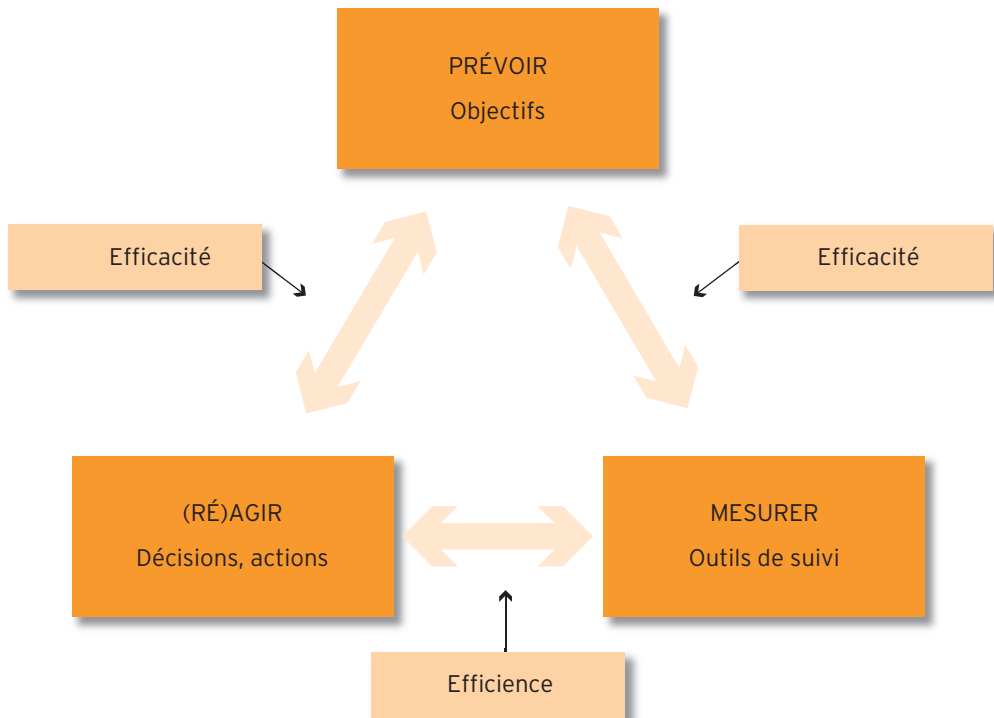 PRÉVOIR
Objectifs
Efficacité
Efficacité
(RÉ)AGIR
Décisions, actions
MESURER
Outils de suivi
Efficience